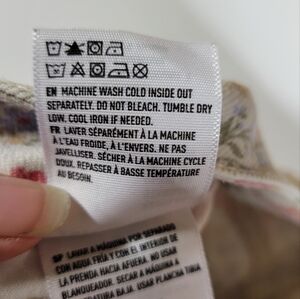 EN MACHINE WASH COLD INSIDE OUT
SEPARATELY. DO NOT BLEACH. TUMBLE DRY
LOW. COOL IRON IF NEEDED.
FR LAVER SÉPARÉMENT À LA MACHINE
À L'EAU FROIDE, À L'ENVERS. NE PAS
JAVELLISER. SÉCHER À LA MACHINE CYCLE
DOUX. REPASSER À BASSE TEMPÉRATURE
AU BESOIN.
SP LAVAR A MÁQUINA POR SEPARADO
CON AGUA FRÍA Y CON EL INTERIOR DE
LA PRENDA HACIA AFUERA. NO USAR
BLANQUEADOR. SECAR A MÁQUINA A
TEMPERATURA BAJA. USAR PLANCHA TIBIA